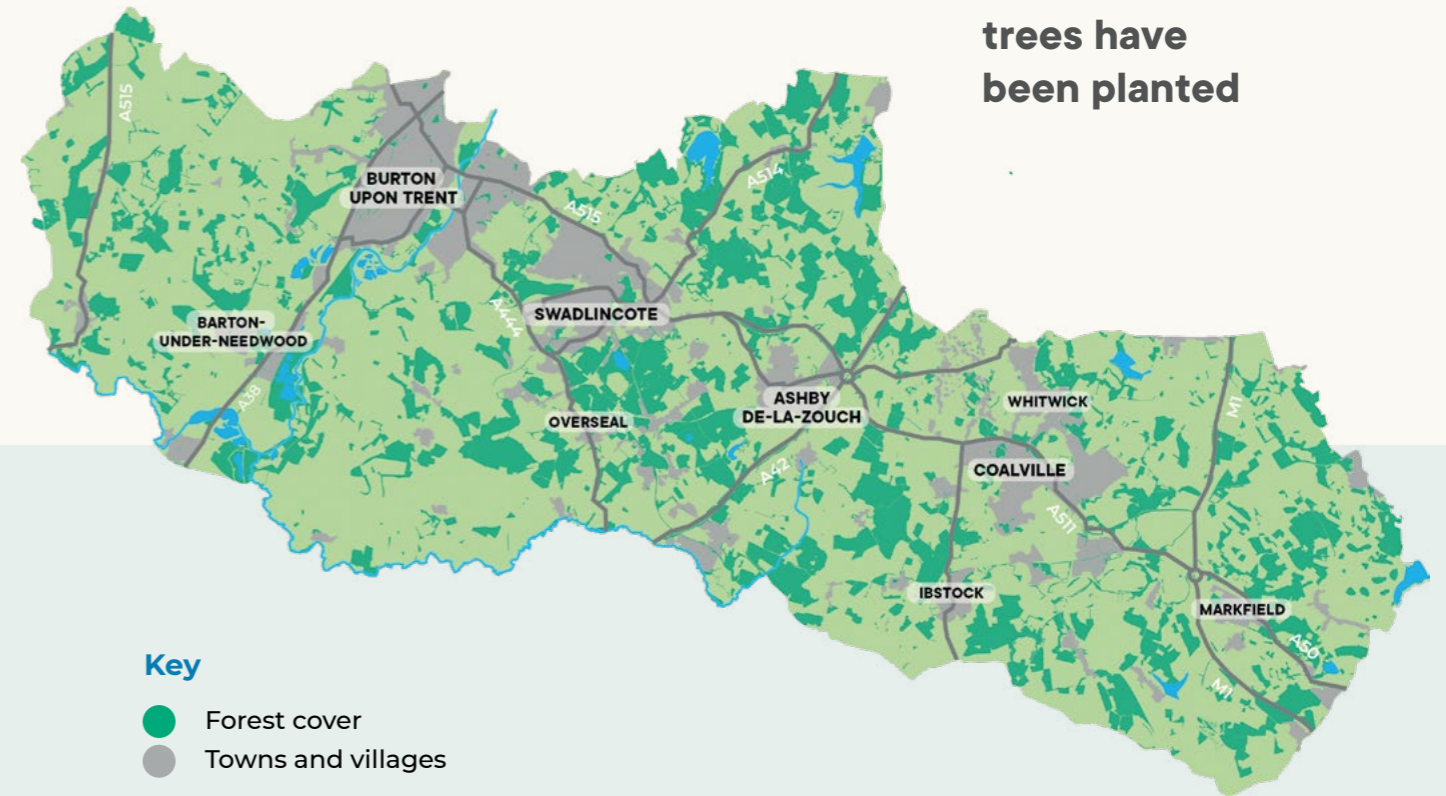 trees have
been planted
A515
BURTON
UPON TRENT
A514
A515
A444
SWADLINCOTE
BARTON-
UNDER-NEEDWOOD
A38
OVERSEAL
ASHBY
DE-LA-ZOUCH
WHITWICK
M1
A42
COALVILLE
A511
IBSTOCK
MARKFIELD
A50
M1
Key
Forest cover
Towns and villages